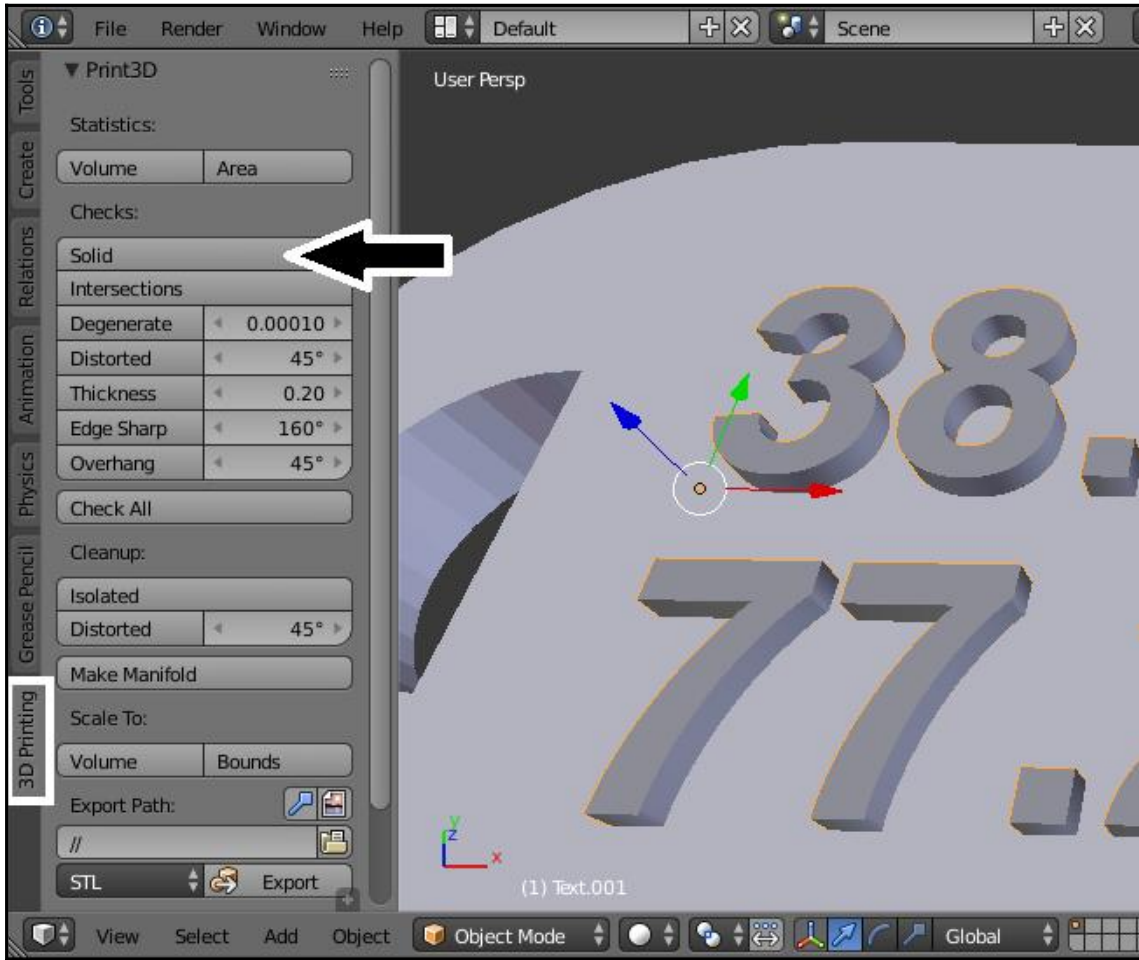 File Render Window Help Default Scene
Tools
Create
Relations
Animation
Physics
Grease Pencil
3D Printing
Print3D
Statistics:
Volume Area
Checks:
Solid
Intersections
Degenerate 0.00010
Distorted 45°
Thickness 0.20
Edge Sharp 160°
Overhang 45°
Check All
Cleanup:
Isolated
Distorted 45°
Make Manifold
Scale To:
Volume Bounds
Export Path:
//
STL Export
User Persp
38.
77.
y
z
x
(1) Text.001
View Select Add Object Object Mode Global